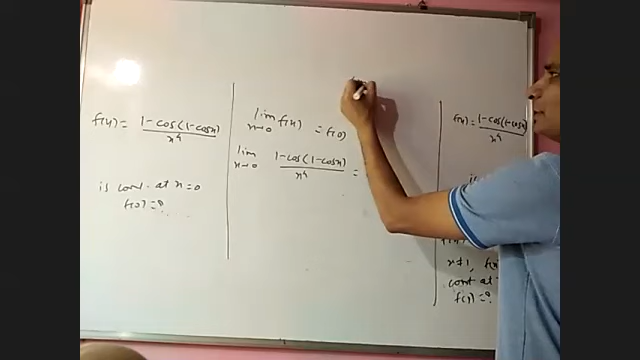 f(x) = 1-cos(1-cosx) / x⁴
is cont. at x=0
f(0) = ?
lim x→0 f(x) = f(0)
lim x→0 1-cos(1-cosx) / x⁴ =
f(x) = 1-cos(1-cosx) / x⁴
x≠1, f(x)
cont at
f(1) = ?